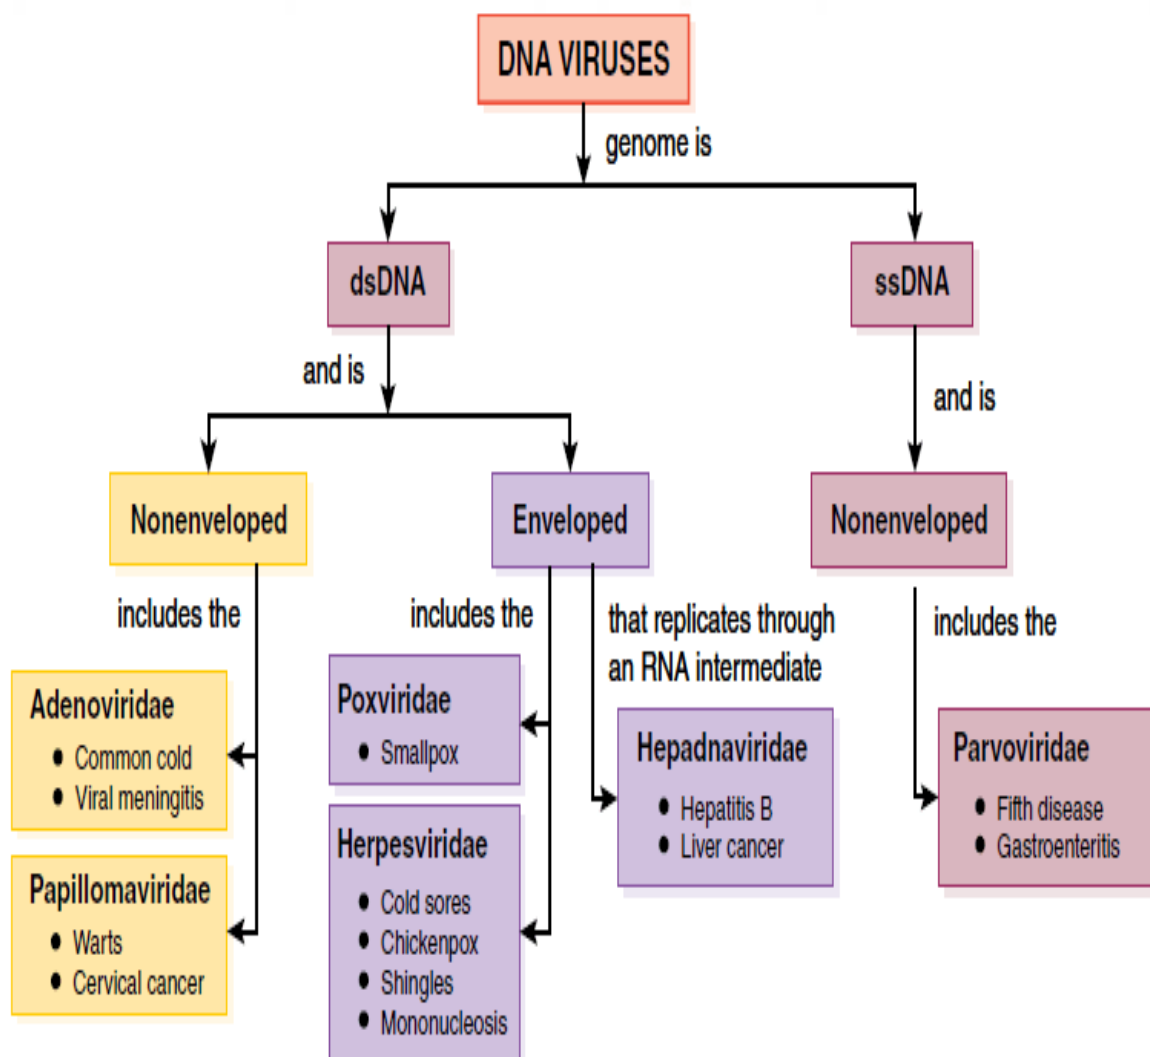 DNA VIRUSES
genome is
dsDNA
ssDNA
and is
and is
Nonenveloped
Enveloped
Nonenveloped
includes the
includes the
that replicates through
an RNA intermediate
includes the
Adenoviridae
• Common cold
• Viral meningitis
Papillomaviridae
• Warts
• Cervical cancer
Poxviridae
• Smallpox
Herpesviridae
• Cold sores
• Chickenpox
• Shingles
• Mononucleosis
Hepadnaviridae
• Hepatitis B
• Liver cancer
Parvoviridae
• Fifth disease
• Gastroenteritis